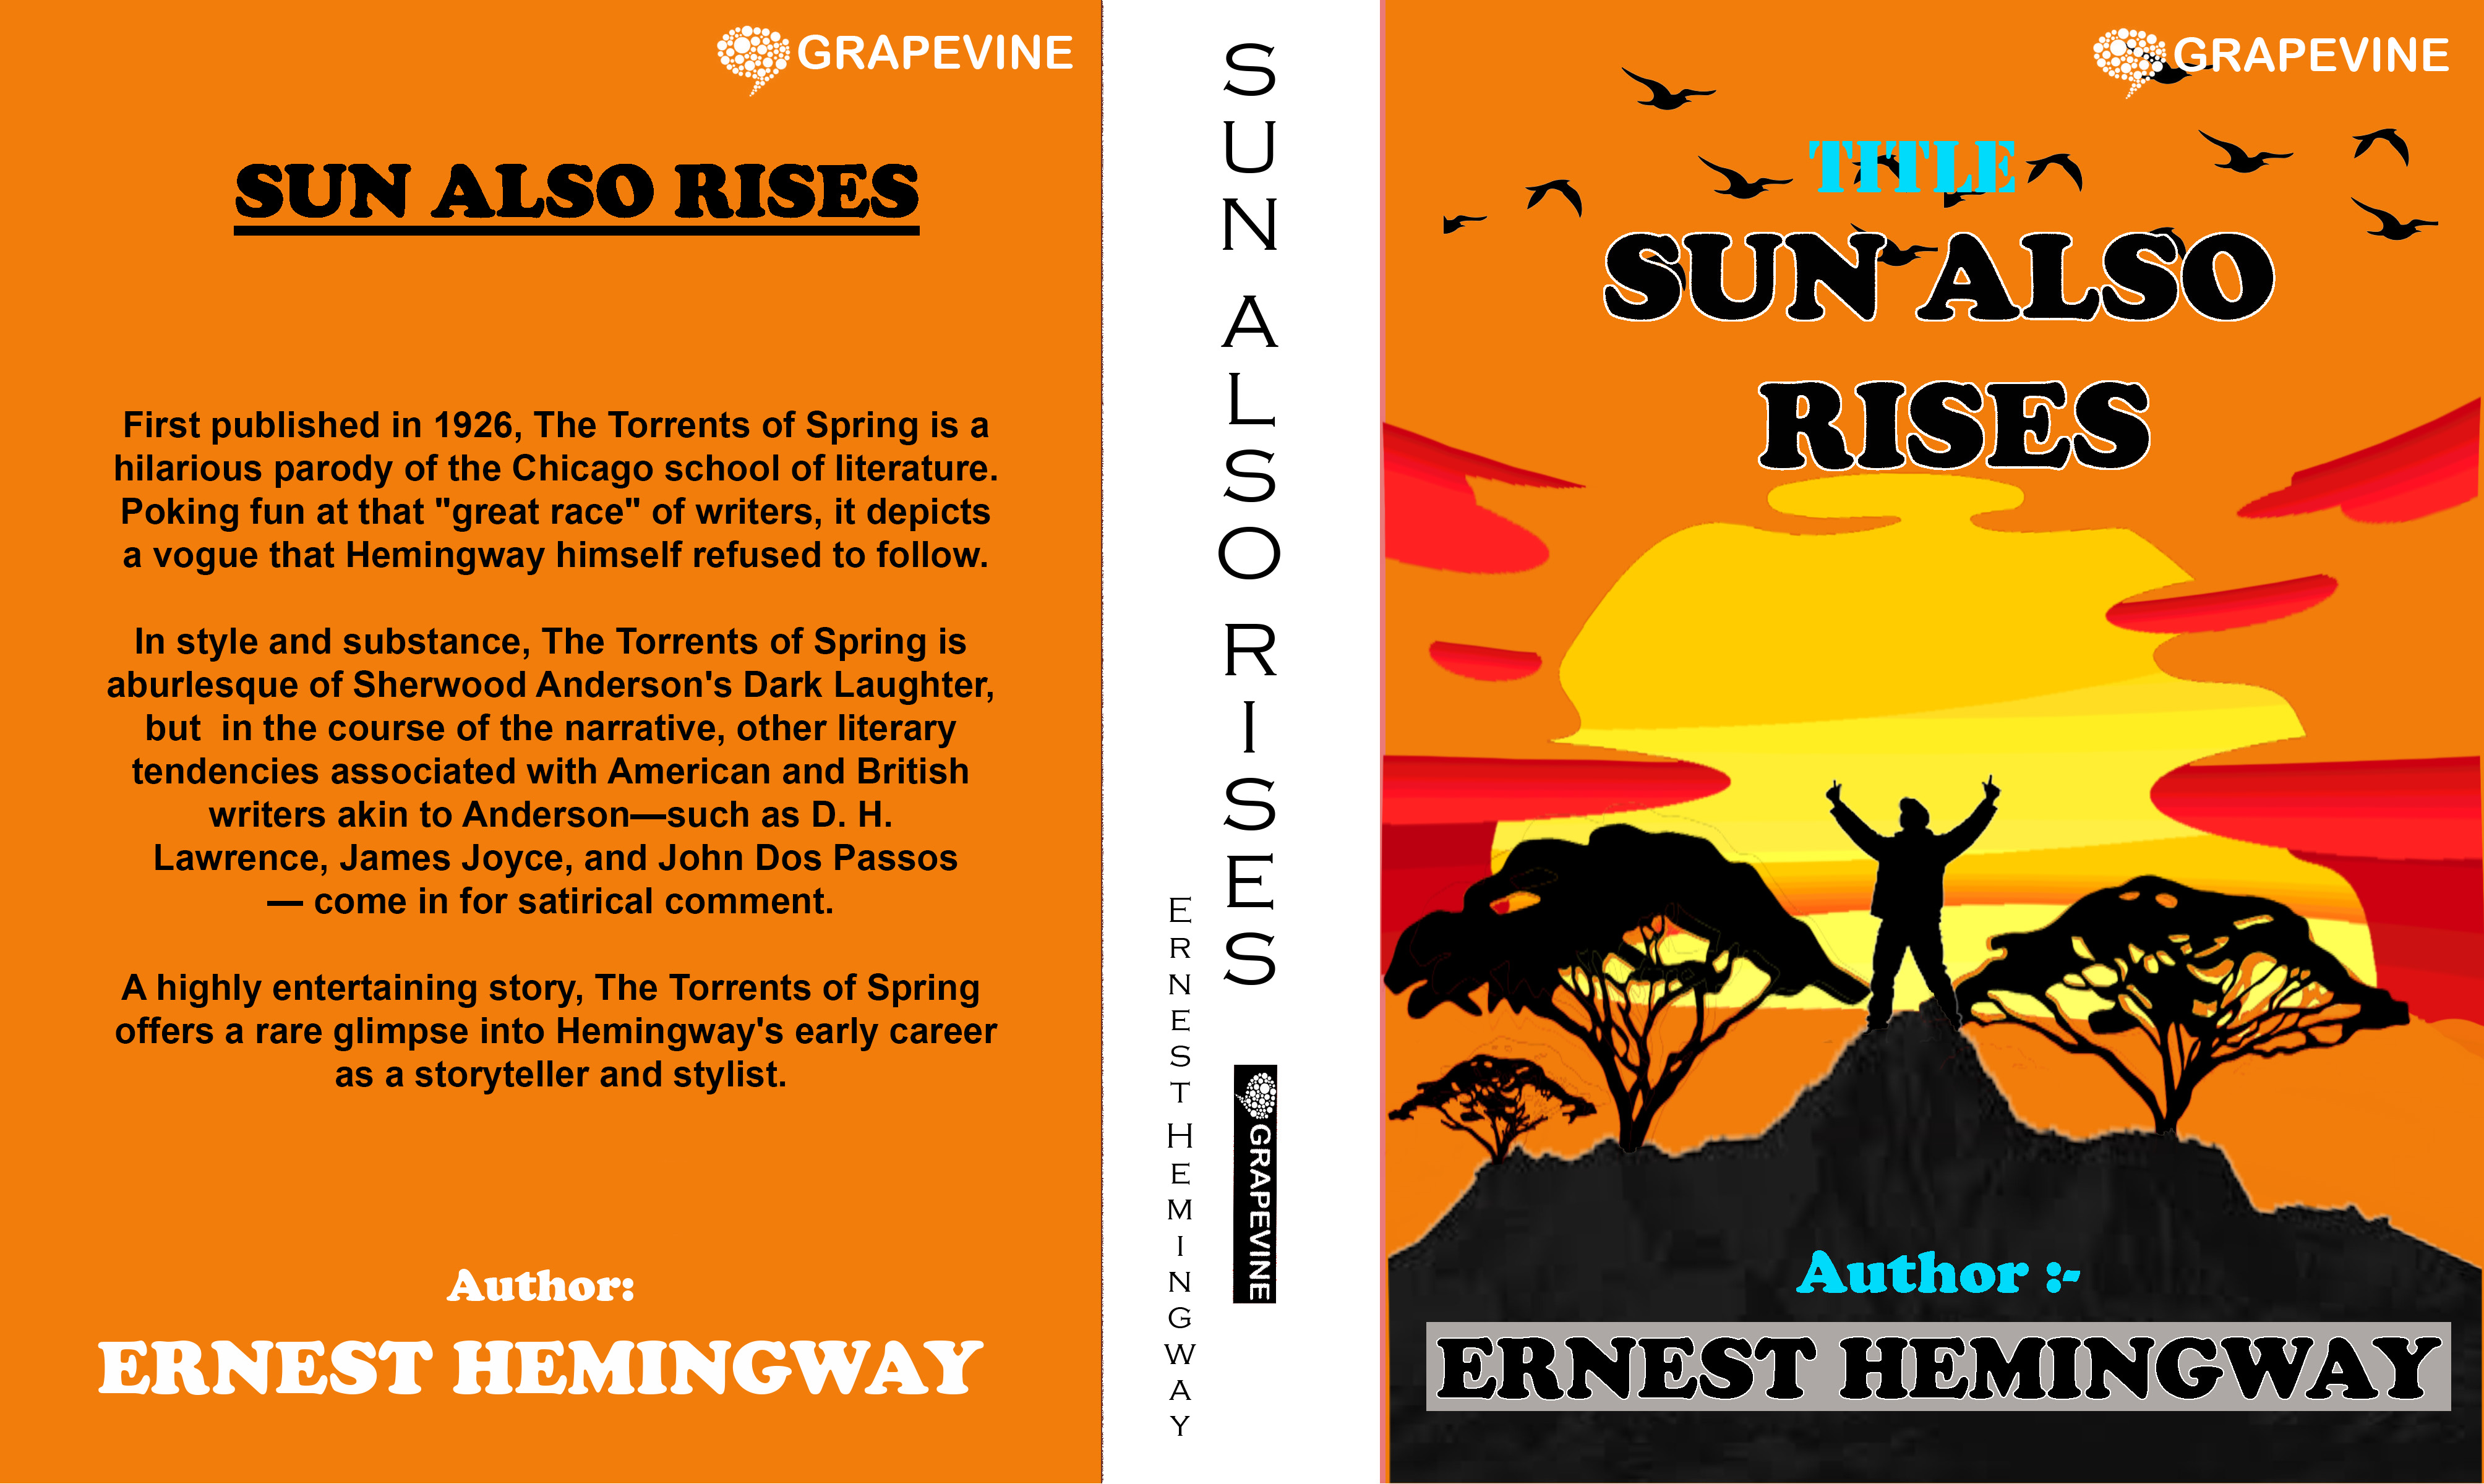 GRAPEVINE
SUN ALSO RISES
First published in 1926, The Torrents of Spring is a
hilarious parody of the Chicago school of literature.
Poking fun at that "great race" of writers, it depicts
a vogue that Hemingway himself refused to follow.
In style and substance, The Torrents of Spring is
aburlesque of Sherwood Anderson's Dark Laughter,
but  in the course of the narrative, other literary
tendencies associated with American and British
writers akin to Anderson—such as D. H.
Lawrence, James Joyce, and John Dos Passos
— come in for satirical comment.
A highly entertaining story, The Torrents of Spring
offers a rare glimpse into Hemingway's early career
as a storyteller and stylist.
Author:
ERNEST HEMINGWAY
SUN ALSO RISES
ERNEST HEMINGWAY
GRAPEVINE
GRAPEVINE
TITLE
SUN ALSO
RISES
Author :-
ERNEST HEMINGWAY